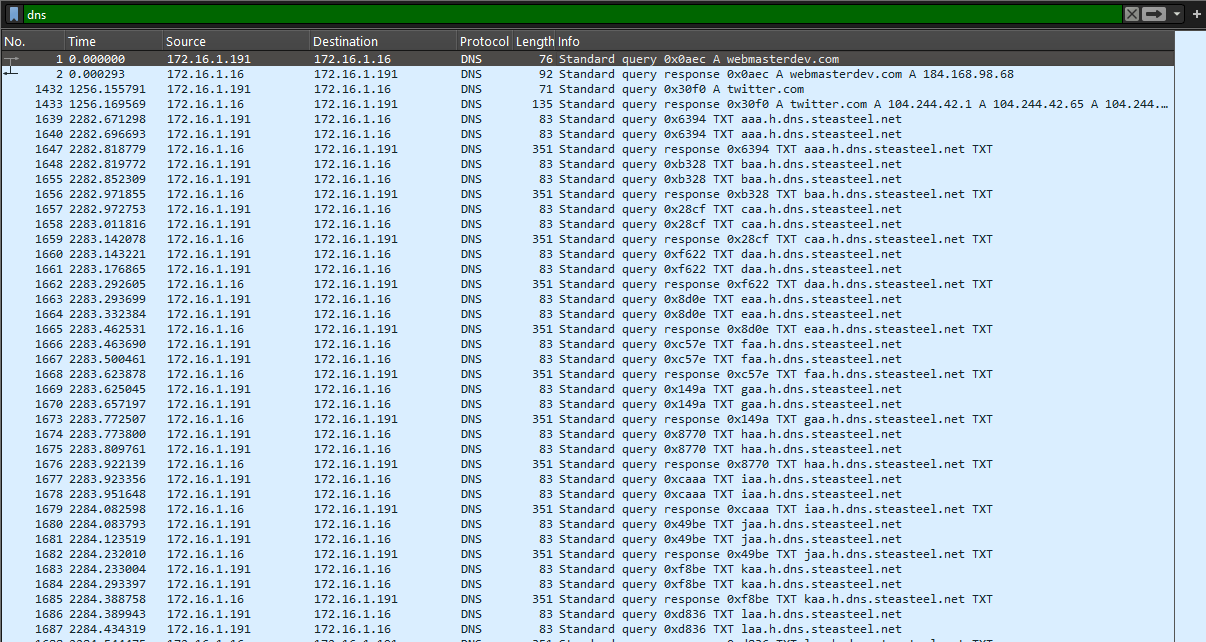 dns
No. Time Source Destination Protocol Length Info
1 0.000000 172.16.1.191 172.16.1.16 DNS 76 Standard query 0x0aec A webmasterdev.com
2 0.000293 172.16.1.16 172.16.1.191 DNS 92 Standard query response 0x0aec A webmasterdev.com A 184.168.98.68
1432 1256.155791 172.16.1.191 172.16.1.16 DNS 71 Standard query 0x30f0 A twitter.com
1433 1256.169569 172.16.1.16 172.16.1.191 DNS 135 Standard query response 0x30f0 A twitter.com A 104.244.42.1 A 104.244.42.65 A 104.244.…
1639 2282.671298 172.16.1.191 172.16.1.16 DNS 83 Standard query 0x6394 TXT aaa.h.dns.steasteel.net
1640 2282.696693 172.16.1.191 172.16.1.16 DNS 83 Standard query 0x6394 TXT aaa.h.dns.steasteel.net
1647 2282.818779 172.16.1.16 172.16.1.191 DNS 351 Standard query response 0x6394 TXT aaa.h.dns.steasteel.net TXT
1648 2282.819772 172.16.1.191 172.16.1.16 DNS 83 Standard query 0xb328 TXT baa.h.dns.steasteel.net
1655 2282.852309 172.16.1.191 172.16.1.16 DNS 83 Standard query 0xb328 TXT baa.h.dns.steasteel.net
1656 2282.971855 172.16.1.16 172.16.1.191 DNS 351 Standard query response 0xb328 TXT baa.h.dns.steasteel.net TXT
1657 2282.972753 172.16.1.191 172.16.1.16 DNS 83 Standard query 0x28cf TXT caa.h.dns.steasteel.net
1658 2283.011816 172.16.1.191 172.16.1.16 DNS 83 Standard query 0x28cf TXT caa.h.dns.steasteel.net
1659 2283.142078 172.16.1.16 172.16.1.191 DNS 351 Standard query response 0x28cf TXT caa.h.dns.steasteel.net TXT
1660 2283.143221 172.16.1.191 172.16.1.16 DNS 83 Standard query 0xf622 TXT daa.h.dns.steasteel.net
1661 2283.176865 172.16.1.191 172.16.1.16 DNS 83 Standard query 0xf622 TXT daa.h.dns.steasteel.net
1662 2283.292605 172.16.1.16 172.16.1.191 DNS 351 Standard query response 0xf622 TXT daa.h.dns.steasteel.net TXT
1663 2283.293699 172.16.1.191 172.16.1.16 DNS 83 Standard query 0x8d0e TXT eaa.h.dns.steasteel.net
1664 2283.332384 172.16.1.191 172.16.1.16 DNS 83 Standard query 0x8d0e TXT eaa.h.dns.steasteel.net
1665 2283.462531 172.16.1.16 172.16.1.191 DNS 351 Standard query response 0x8d0e TXT eaa.h.dns.steasteel.net TXT
1666 2283.463690 172.16.1.191 172.16.1.16 DNS 83 Standard query 0xc57e TXT faa.h.dns.steasteel.net
1667 2283.500461 172.16.1.191 172.16.1.16 DNS 83 Standard query 0xc57e TXT faa.h.dns.steasteel.net
1668 2283.623878 172.16.1.16 172.16.1.191 DNS 351 Standard query response 0xc57e TXT faa.h.dns.steasteel.net TXT
1669 2283.625045 172.16.1.191 172.16.1.16 DNS 83 Standard query 0x149a TXT gaa.h.dns.steasteel.net
1670 2283.657197 172.16.1.191 172.16.1.16 DNS 83 Standard query 0x149a TXT gaa.h.dns.steasteel.net
1673 2283.772507 172.16.1.16 172.16.1.191 DNS 351 Standard query response 0x149a TXT gaa.h.dns.steasteel.net TXT
1674 2283.773800 172.16.1.191 172.16.1.16 DNS 83 Standard query 0x8770 TXT haa.h.dns.steasteel.net
1675 2283.809761 172.16.1.191 172.16.1.16 DNS 83 Standard query 0x8770 TXT haa.h.dns.steasteel.net
1676 2283.922139 172.16.1.16 172.16.1.191 DNS 351 Standard query response 0x8770 TXT haa.h.dns.steasteel.net TXT
1677 2283.923356 172.16.1.191 172.16.1.16 DNS 83 Standard query 0xcaaa TXT iaa.h.dns.steasteel.net
1678 2283.951648 172.16.1.191 172.16.1.16 DNS 83 Standard query 0xcaaa TXT iaa.h.dns.steasteel.net
1679 2284.082598 172.16.1.16 172.16.1.191 DNS 351 Standard query response 0xcaaa TXT iaa.h.dns.steasteel.net TXT
1680 2284.083793 172.16.1.191 172.16.1.16 DNS 83 Standard query 0x49be TXT jaa.h.dns.steasteel.net
1681 2284.123519 172.16.1.191 172.16.1.16 DNS 83 Standard query 0x49be TXT jaa.h.dns.steasteel.net
1682 2284.232010 172.16.1.16 172.16.1.191 DNS 351 Standard query response 0x49be TXT jaa.h.dns.steasteel.net TXT
1683 2284.233004 172.16.1.191 172.16.1.16 DNS 83 Standard query 0xf8be TXT kaa.h.dns.steasteel.net
1684 2284.293397 172.16.1.191 172.16.1.16 DNS 83 Standard query 0xf8be TXT kaa.h.dns.steasteel.net
1685 2284.388758 172.16.1.16 172.16.1.191 DNS 351 Standard query response 0xf8be TXT kaa.h.dns.steasteel.net TXT
1686 2284.389943 172.16.1.191 172.16.1.16 DNS 83 Standard query 0xd836 TXT laa.h.dns.steasteel.net
1687 2284.434319 172.16.1.191 172.16.1.16 DNS 83 Standard query 0xd836 TXT laa.h.dns.steasteel.net